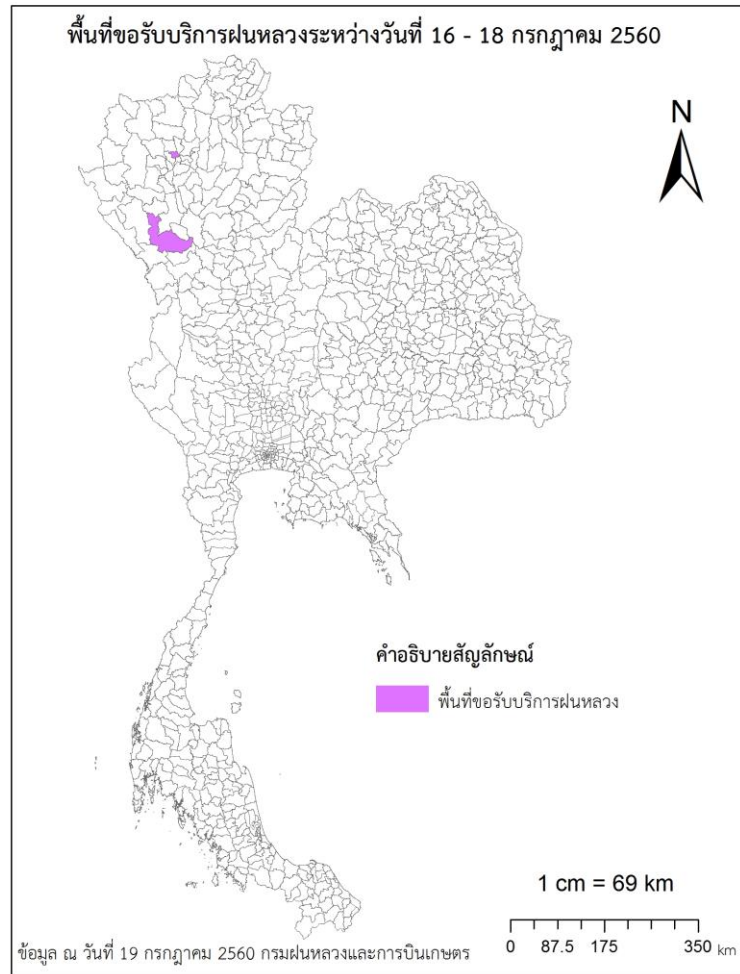 พื้นที่ขอรับบริการฝนหลวงระหว่างวันที่ 16 - 18 กรกฎาคม 2560
N
คำอธิบายสัญลักษณ์
พื้นที่ขอรับบริการฝนหลวง
1 cm = 69 km
0 87.5 175 350 km
ข้อมูล ณ วันที่ 19 กรกฎาคม 2560 กรมฝนหลวงและการบินเกษตร